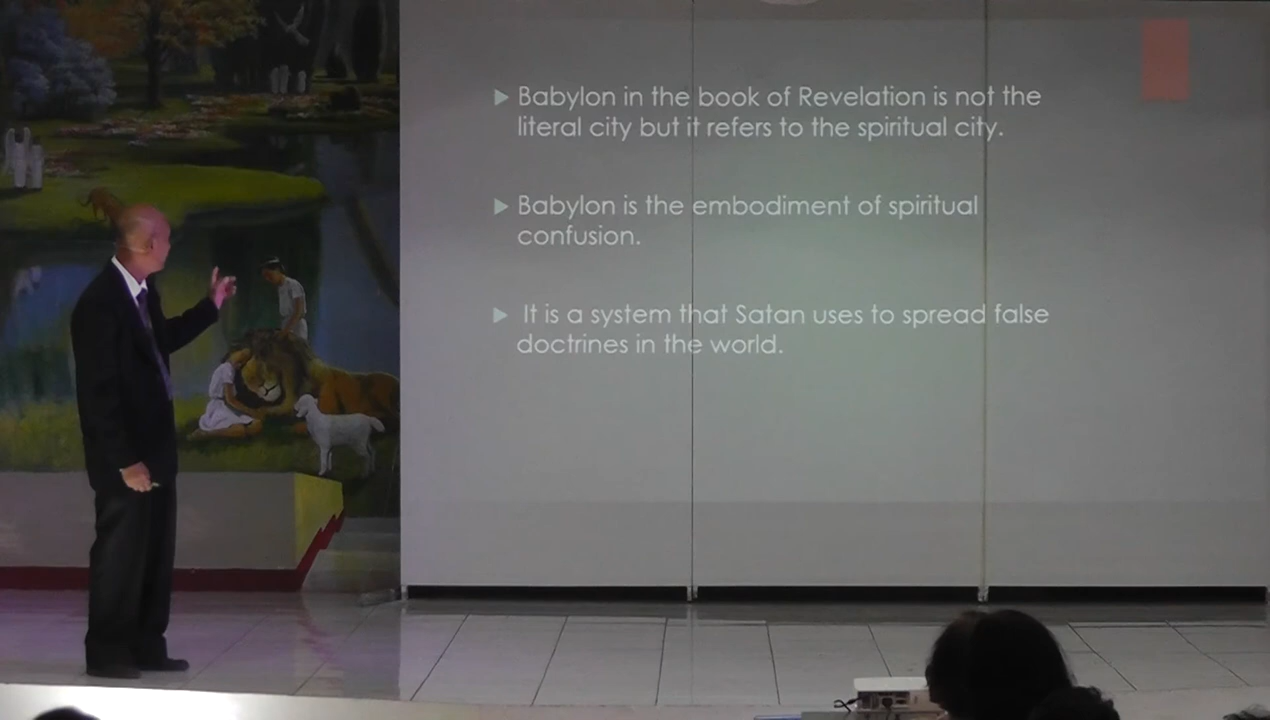 Babylon in the book of Revelation is not the
literal city but it refers to the spiritual city.
Babylon is the embodiment of spiritual
confusion.
It is a system that Satan uses to spread false
doctrines in the world.